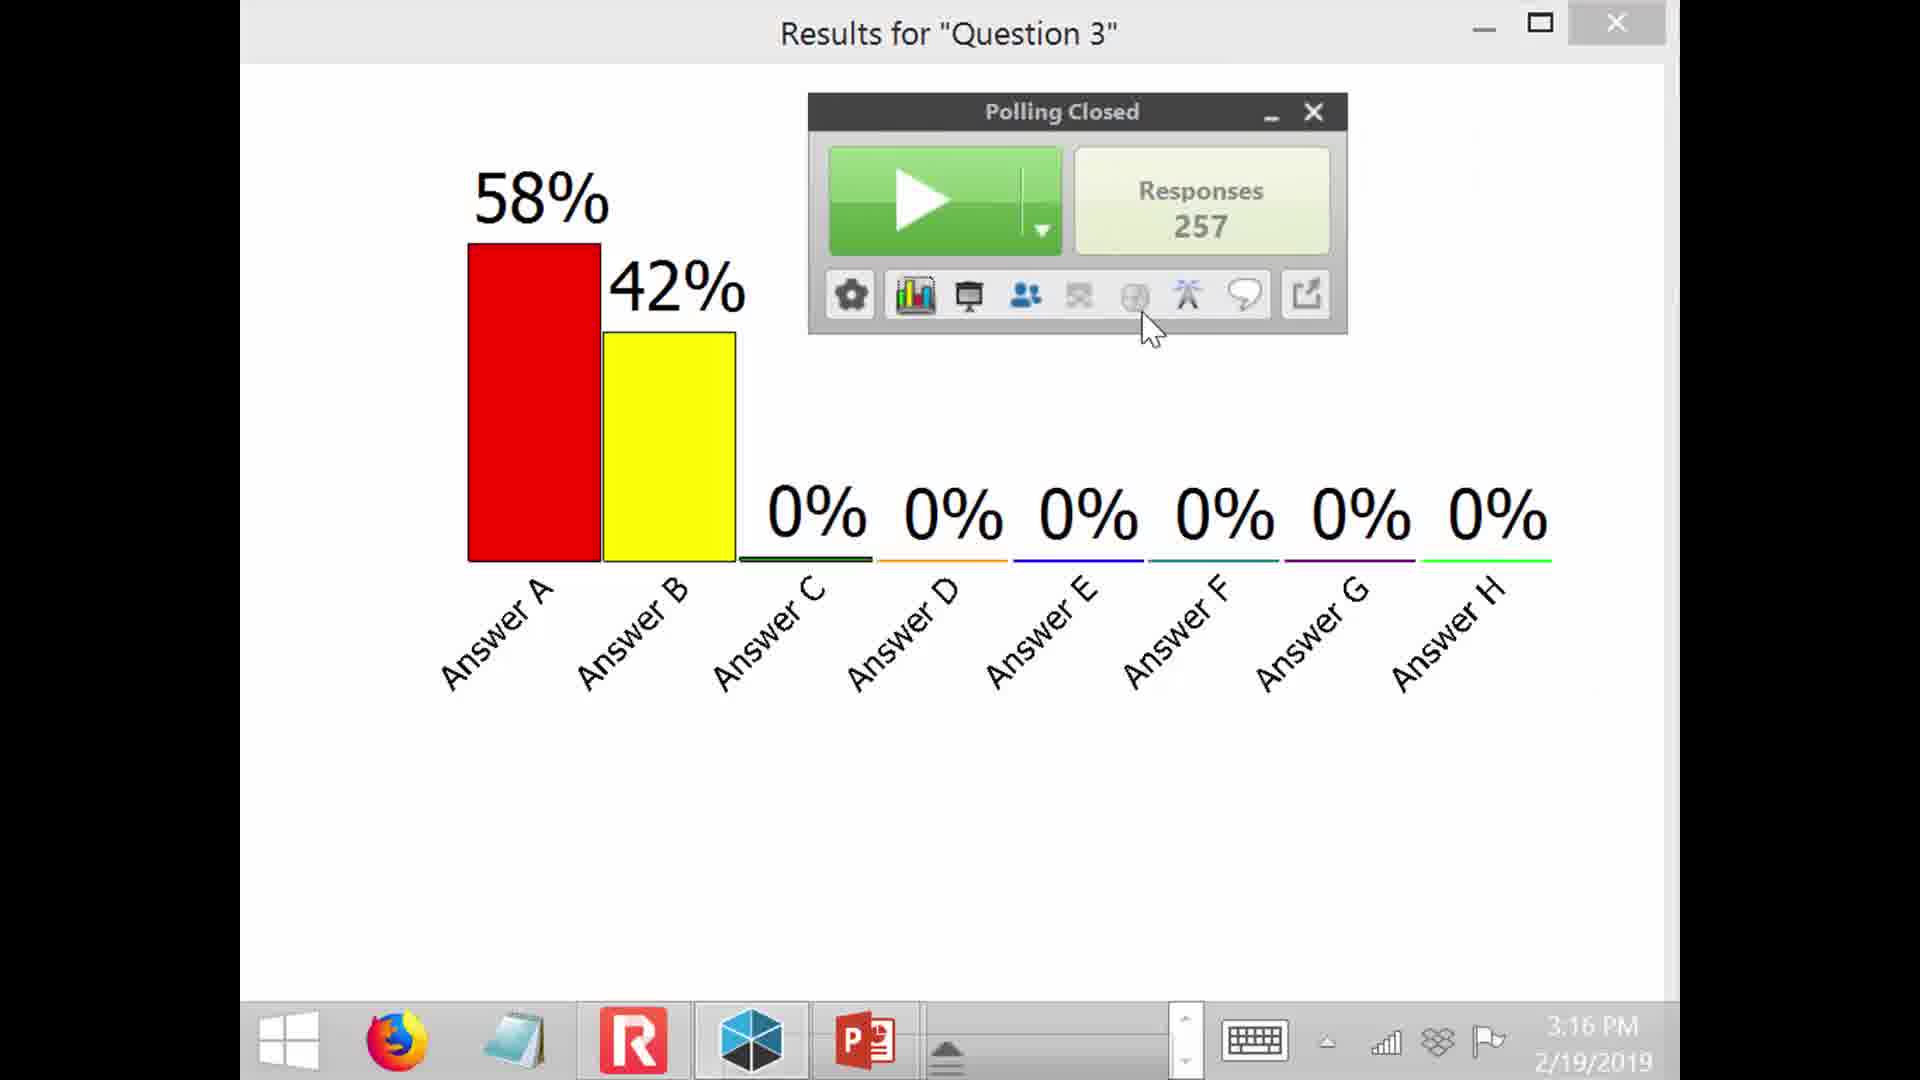 Results for "Question 3"
Polling Closed
Responses
257
58%
42%
0% 0% 0% 0% 0% 0%
Answer A Answer B Answer C Answer D Answer E Answer F Answer G Answer H
R
P
3:16 PM
2/19/2019